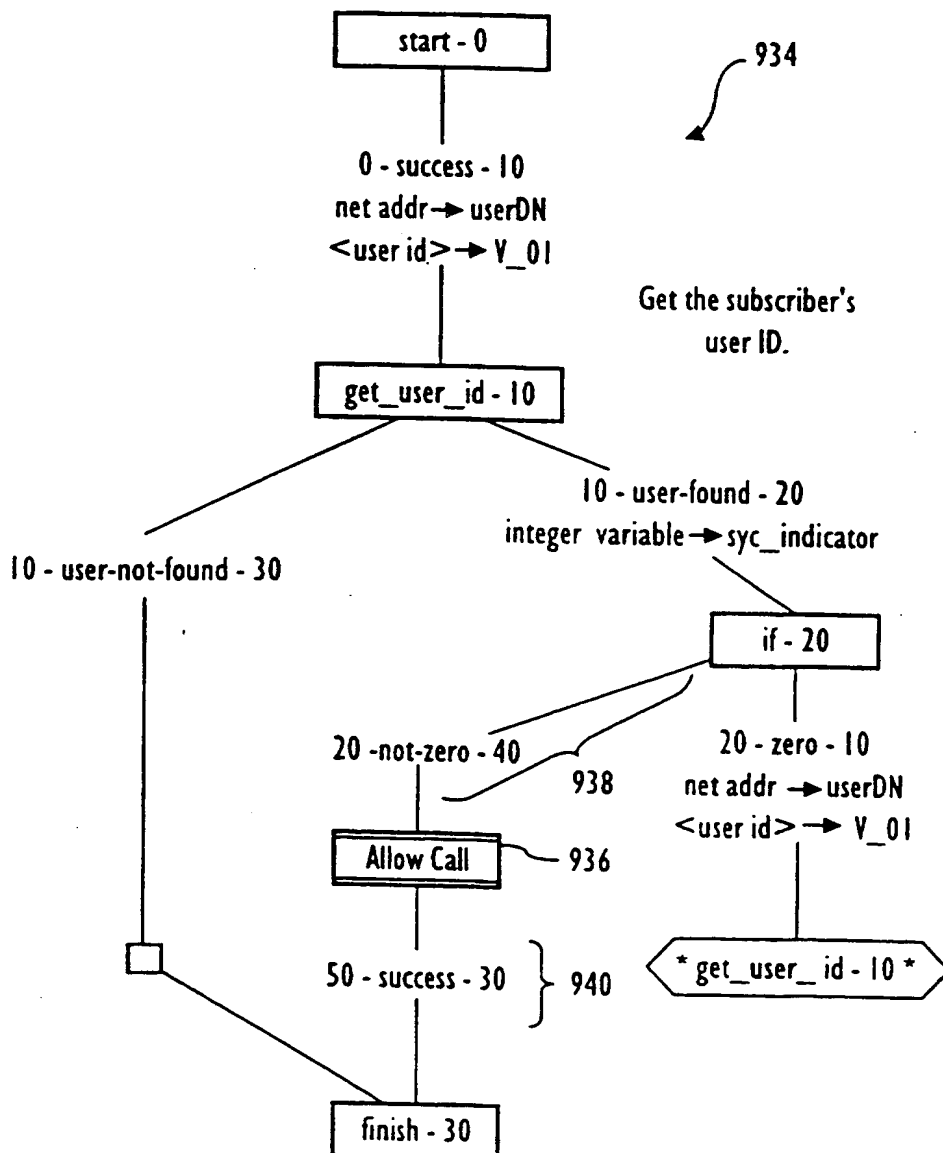 start - 0
934
0 - success - 10
net addr→ userDN
<user id>→ V_01
Get the subscriber's
user ID.
get_user_id - 10
10 - user-found - 20
integer variable→ syc_indicator
10 - user-not-found - 30
if - 20
20 -not-zero - 40
938
20 - zero - 10
net addr → userDN
<user id> → V_01
Allow Call
936
50 - success - 30
940
* get_user_ id - 10 *
finish - 30